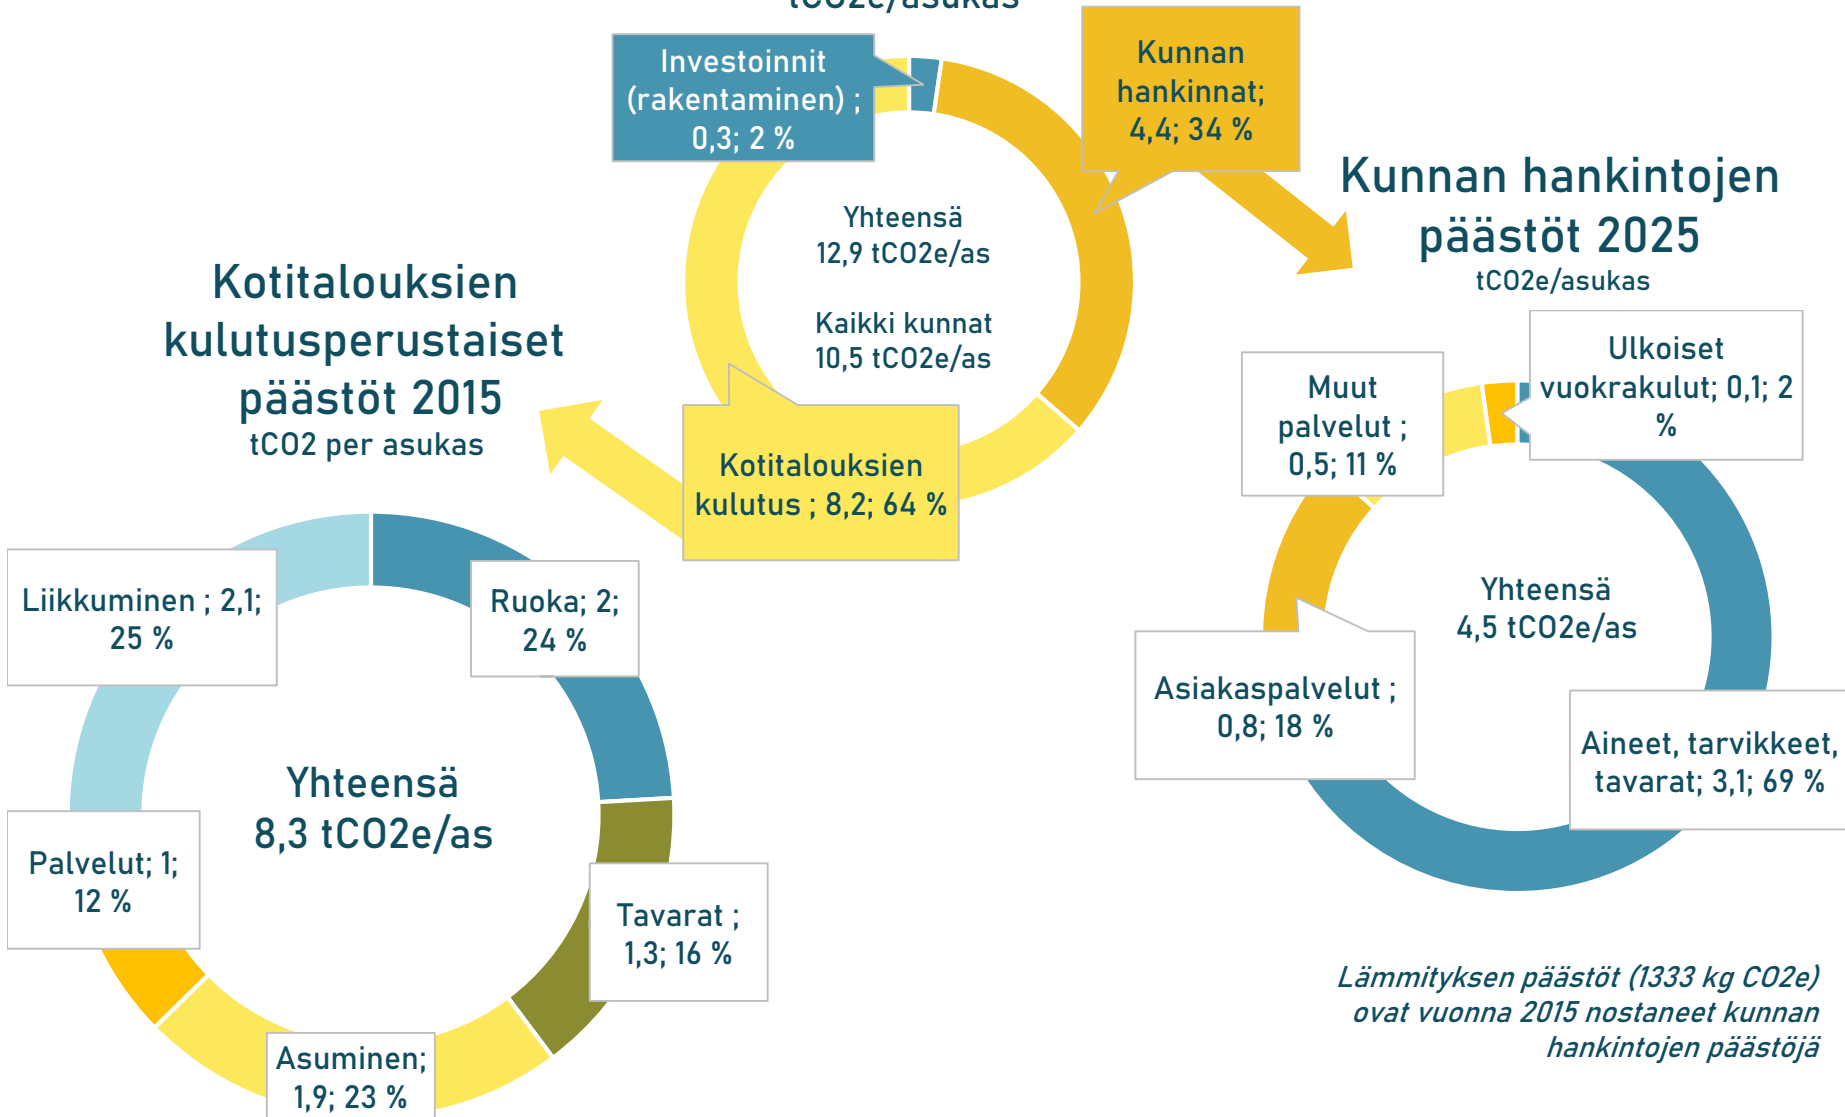 tCO2e/asukas
Investoinnit
(rakentaminen) ;
0,3; 2 %
Kunnan
hankinnat;
4,4; 34 %
Yhteensä
12,9 tCO2e/as
Kaikki kunnat
10,5 tCO2e/as
Kotitalouksien
kulutus ; 8,2; 64 %
Kotitalouksien
kulutusperustaiset
päästöt 2015
tCO2 per asukas
Liikkuminen ; 2,1;
25 %
Ruoka; 2;
24 %
Yhteensä
8,3 tCO2e/as
Palvelut; 1;
12 %
Tavarat ;
1,3; 16 %
Asuminen;
1,9; 23 %
Kunnan hankintojen
päästöt 2025
tCO2e/asukas
Ulkoiset
vuokrakulut; 0,1; 2
%
Muut
palvelut ;
0,5; 11 %
Yhteensä
4,5 tCO2e/as
Asiakaspalvelut ;
0,8; 18 %
Aineet, tarvikkeet,
tavarat; 3,1; 69 %
Lämmityksen päästöt (1333 kg CO2e)
ovat vuonna 2015 nostaneet kunnan
hankintojen päästöjä